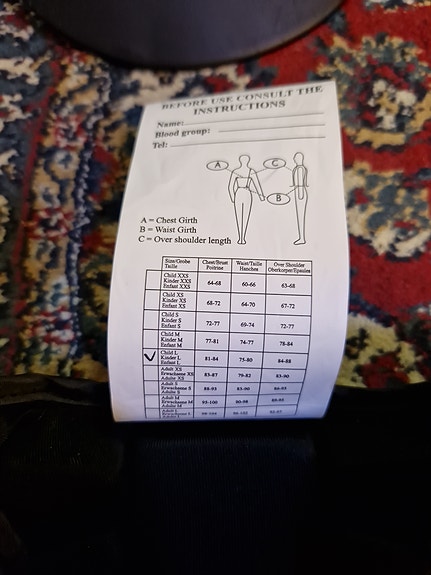 BEFORE USE CONSULT THE
INSTRUCTIONS
Name:
Blood group:
Tel:
A
C
B
A = Chest Girth
B = Waist Girth
C = Over shoulder length
Size/Grobe Chest/Brust Waist/Taille Over Shoulder
Taille Poitrine Hanches Oberkorper/Epaules
Child XXS
Kinder XXS 64-68 60-66 63-68
Enfant XXS
Child XS
Kinder XS 68-72 64-70 67-72
Enfant XS
Child S
Kinder S 72-77 69-74 72-77
Enfant S
Child M
Kinder M 77-81 74-77 78-84
Enfant M
Child L
Kinder L 81-84 75-80 84-88
Enfant L
Adult XS
Erwachsene XS 83-87 79-82 83-90
Adulte XS
Adult S
Erwachsene S 88-93 83-90
Adulte S
Adult M
Erwachsene M 93-100
Adulte M
Adult L